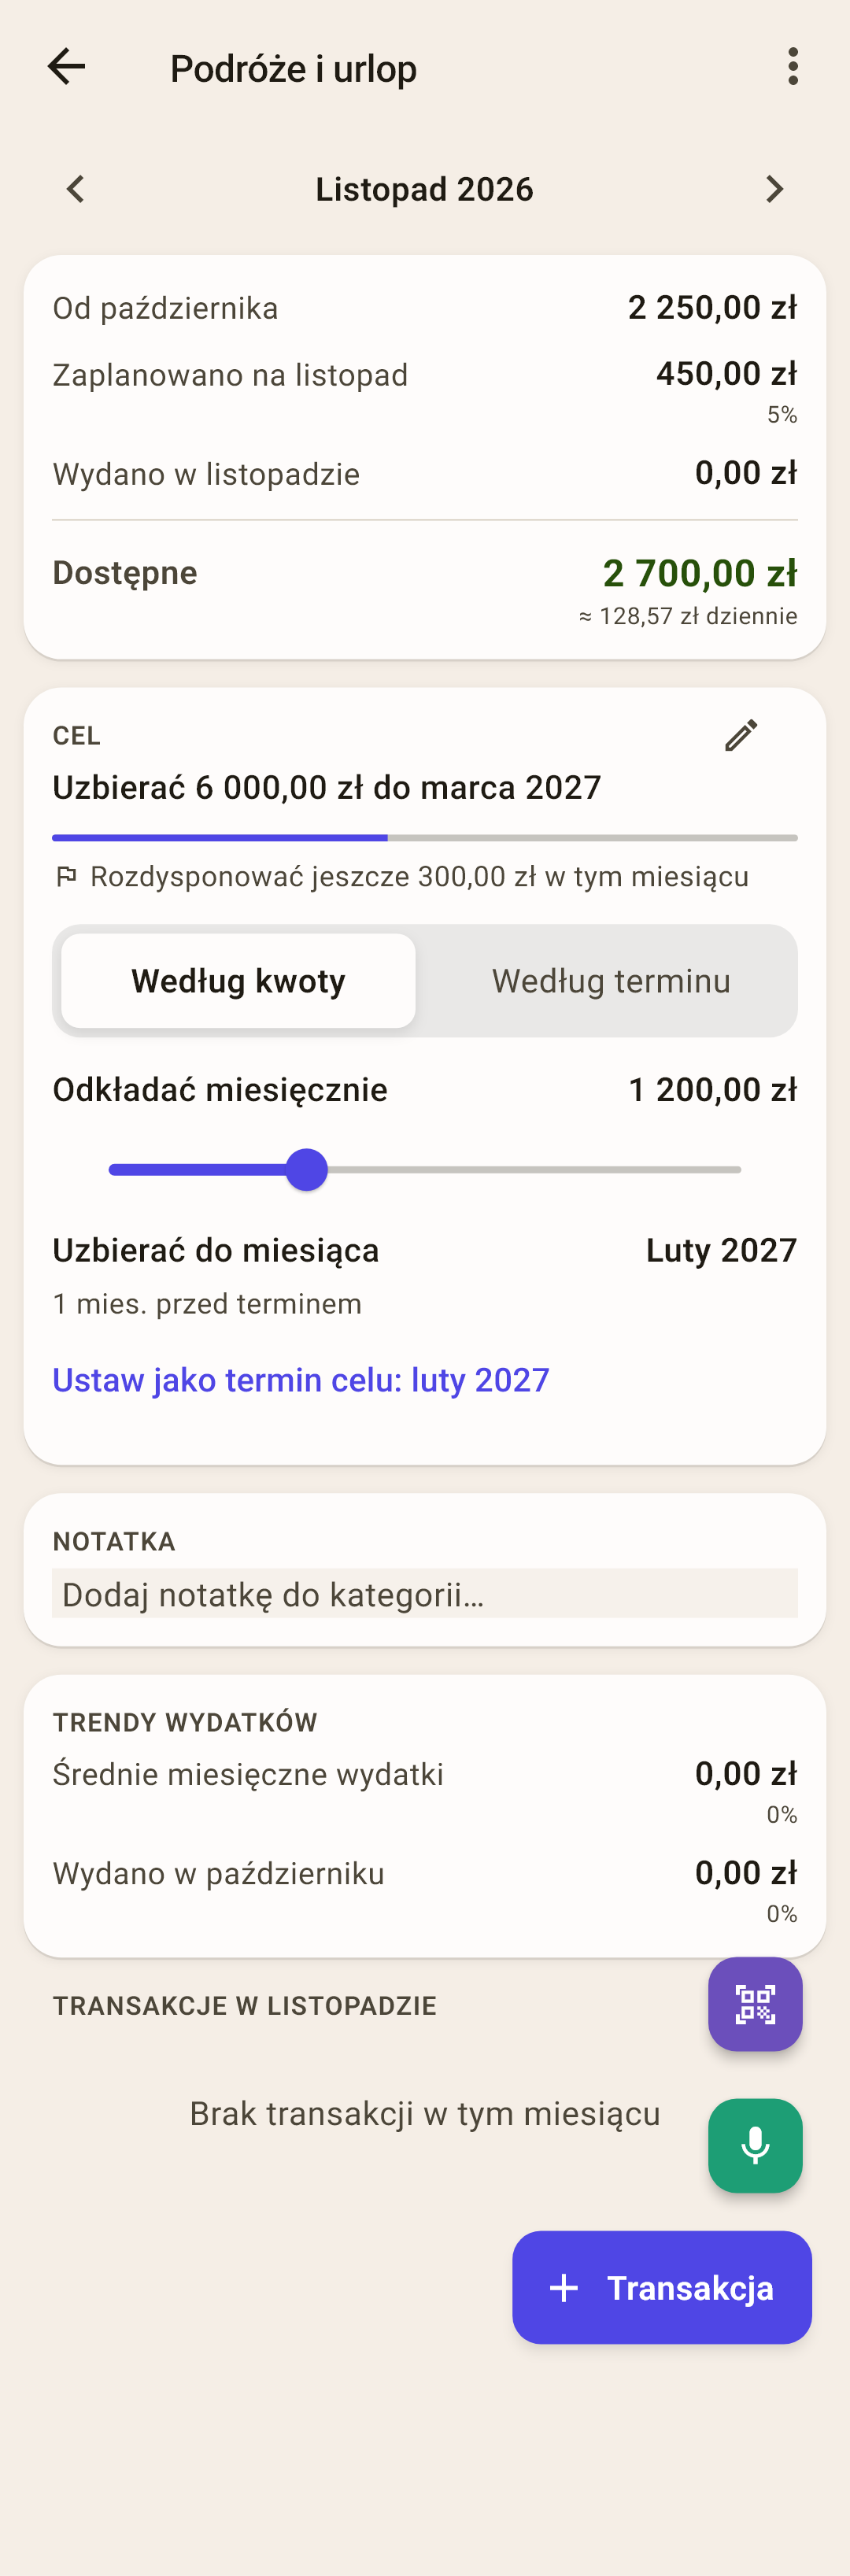 Podróże i urlop
Listopad 2026
Od października 2 250,00 zł
Zaplanowano na listopad 450,00 zł
5%
Wydano w listopadzie 0,00 zł
Dostępne 2 700,00 zł
≈ 128,57 zł dziennie
CEL
Uzbierać 6 000,00 zł do marca 2027
Rozdysponować jeszcze 300,00 zł w tym miesiącu
Według kwoty Według terminu
Odkładać miesięcznie 1 200,00 zł
Uzbierać do miesiąca Luty 2027
1 mies. przed terminem
Ustaw jako termin celu: luty 2027
NOTATKA
Dodaj notatkę do kategorii…
TRENDY WYDATKÓW
Średnie miesięczne wydatki 0,00 zł
0%
Wydano w październiku 0,00 zł
0%
TRANSAKCJE W LISTOPADZIE
Brak transakcji w tym miesiącu
Transakcja